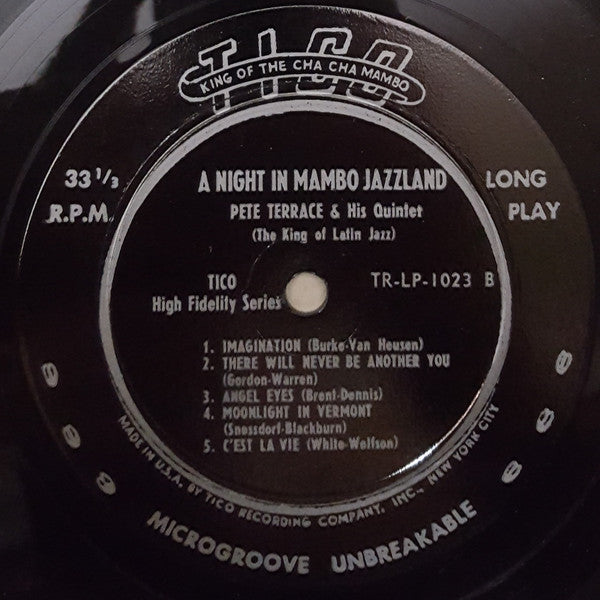 TICO
KING OF THE CHA CHA MAMBO
33 1/3
R.P.M.
LONG
PLAY
A NIGHT IN MAMBO JAZZLAND
PETE TERRACE & His Quintet
(The King of Latin Jazz)
TICO
High Fidelity Series
TR-LP-1023 B
1. IMAGINATION (Burke-Van Heusen)
2. THERE WILL NEVER BE ANOTHER YOU
(Gordon-Warren)
3. ANGEL EYES (Brent-Dennis)
4. MOONLIGHT IN VERMONT
(Suessdorf-Blackburn)
5. C'EST LA VIE (White-Wolfson)
MADE IN U.S.A. BY TICO RECORDING COMPANY, INC., NEW YORK CITY
MICROGROOVE UNBREAKABLE